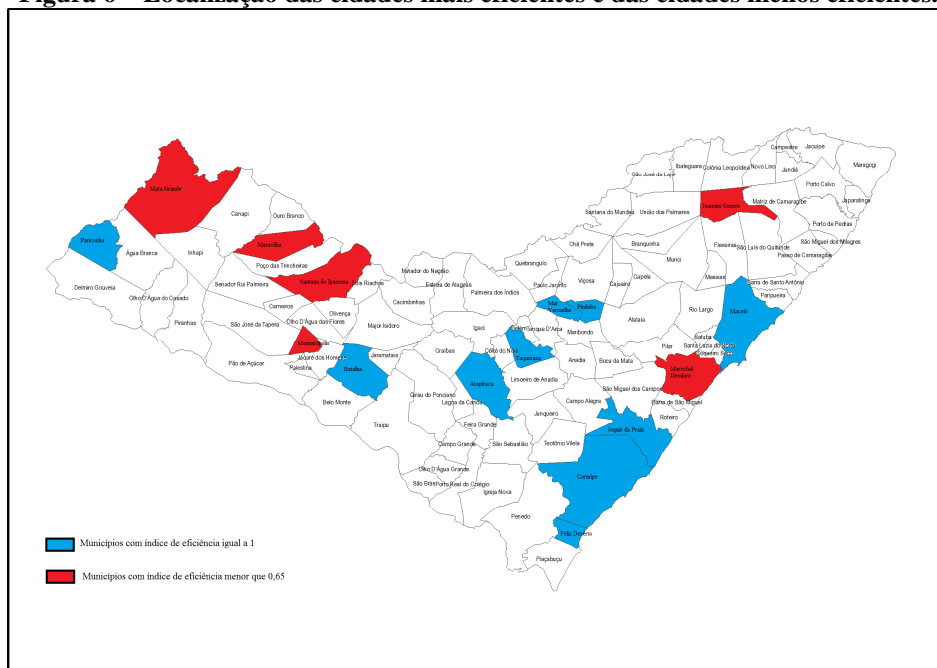 Figura 6 – Localização das cidades mais eficientes e das cidades menos eficientes.
Campestre
Jacuípe
Ibateguara
Colônia Leopoldina
Novo Lino
Jundiá
Maragogi
São José da Laje
Porto Calvo
Mata Grande
Japaratinga
Joaquim Gomes
Matriz de Camaragibe
Canapi
Ouro Branco
Santana do Mundaú
União dos Palmares
Porto de Pedras
Pariconha
Maravilha
Chã Preta
Branquinha
Flexeiras
São Luís do Quitunde
São Miguel dos Milagres
Água Branca
Inhapi
Quebrangulo
Murici
Passo de Camaragibe
Poço das Trincheiras
Minador do Negrão
Delmiro Gouveia
Senador Rui Palmeira
Santana do Ipanema
Dois Riachos
Estrela de Alagoas
Palmeira dos Índios
Paulo Jacinto
Viçosa
Cajueiro
Capela
Messias
Barra de Santo Antônio
Olho D'Água do Casado
Carneiros
Cacimbinhas
Mar Vermelho
Pindoba
Rio Largo
Maceió
Paripueira
Piranhas
São José da Tapera
Olho D'Água das Flores
Olivença
Major Isidoro
Igaci
Belém
Tanque D'Arca
Maribondo
Atalaia
Satuba
Monteirópolis
Craíbas
Coité do Nóia
Taquarana
Pilar
Santa Luzia do Norte
Coqueiro Seco
Pão de Açúcar
Jacaré dos Homens
Jaramataia
Anadia
Boca da Mata
Palestina
Batalha
Arapiraca
Limoeiro de Anadia
Marechal Deodoro
Belo Monte
Girau do Ponciano
Lagoa da Canoa
São Miguel dos Campos
Campo Alegre
Barra de São Miguel
Traipu
Feira Grande
Junqueiro
Roteiro
Jequiá da Praia
Campo Grande
São Sebastião
Teotônio Vilela
Olho D'Água Grande
Coruripe
São Brás
Porto Real do Colégio
Igreja Nova
Penedo
Feliz Deserto
Municípios com índice de eficiência igual a 1
Piaçabuçu
Municípios com índice de eficiência menor que 0,65